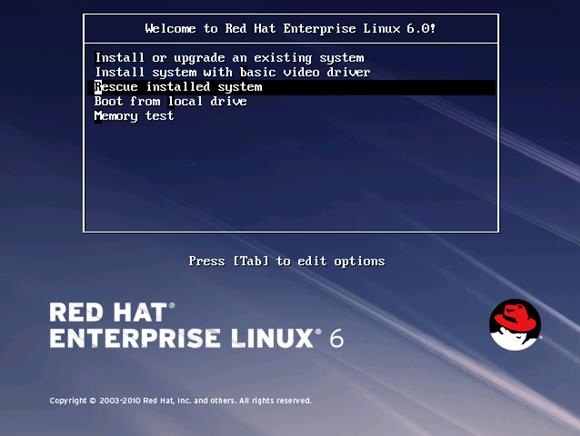 Welcome to Red Hat Enterprise Linux 6.0!
Install or upgrade an existing system
Install system with basic video driver
Rescue installed system
Boot from local drive
Memory test
Press [Tab] to edit options
RED HAT®
ENTERPRISE LINUX® 6
Copyright © 2003-2010 Red Hat, Inc. and others. All rights reserved.